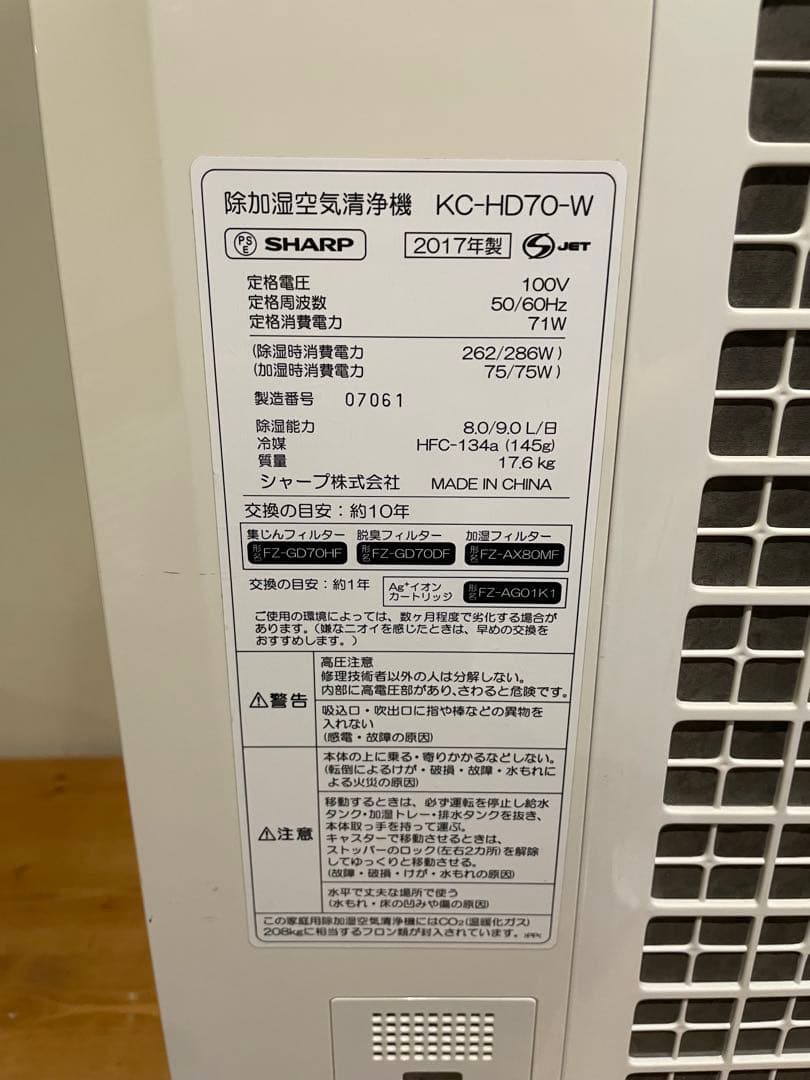 除加湿空気清浄機 KC-HD70-W
PSE SHARP 2017年製 S JET
定格電圧 100V
定格周波数 50/60Hz
定格消費電力 71W
(除湿時消費電力 262/286W)
(加湿時消費電力 75/75W)
製造番号 07061
除湿能力 8.0/9.0 L/日
冷媒 HFC-134a (145g)
質量 17.6 kg
シャープ株式会社 MADE IN CHINA
交換の目安:約10年
集じんフィルター 脱臭フィルター 加湿フィルター
形名 FZ-GD70HF 形名 FZ-GD70DF 形名 FZ-AX80MF
交換の目安:約1年 Ag⁺イオン
カートリッジ 形名 FZ-AG01K1
ご使用の環境によっては、数ヶ月程度で劣化する場合が
あります。(嫌なニオイを感じたときは、早めの交換を
おすすめします。)
⚠警告
高圧注意
修理技術者以外の人は分解しない。
内部に高電圧部があり、さわると危険です。
吸込口・吹出口に指や棒などの異物を
入れない
(感電・故障の原因)
⚠注意
本体の上に乗る・寄りかかるなどしない。
(転倒によるけが・破損・故障・水もれに
よる火災の原因)
移動するときは、必ず運転を停止し給水
タンク・加湿トレー・排水タンクを抜き、
本体取っ手を持って運ぶ。
キャスターで移動させるときは、
ストッパーのロック(左右2カ所)を解除
してゆっくりと移動させる。
(故障・破損・けが・水もれの原因)
水平で丈夫な場所で使う
(水もれ・床の凹みや傷の原因)
この家庭用除加湿空気清浄機にはCO₂(温暖化ガス)
208kgに相当するフロン類が封入されています。